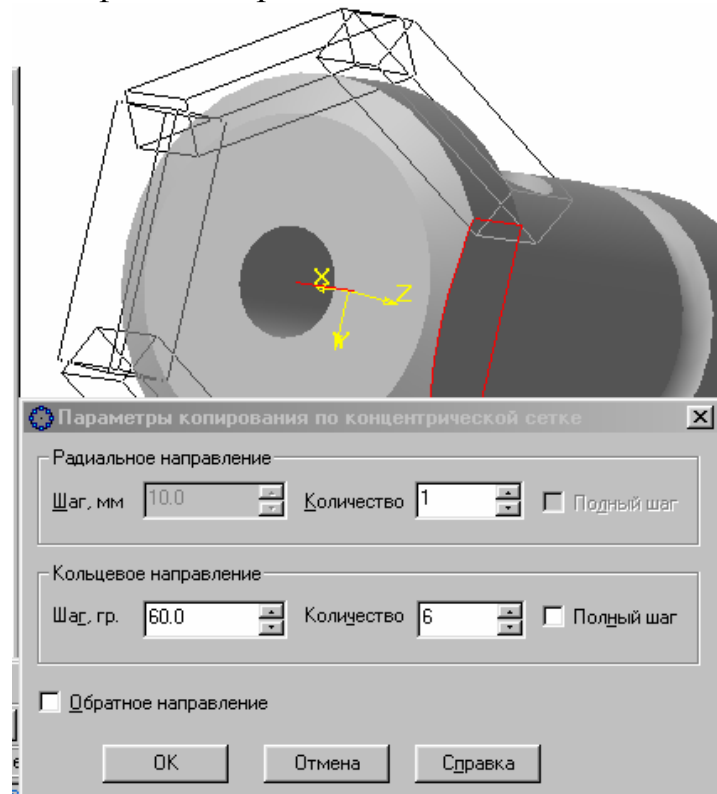 X
Z
Y
Параметры копирования по концентрической сетке
Радиальное направление
Шаг, мм 10.0 Количество 1 Полный шаг
Кольцевое направление
Шаг, гр. 60.0 Количество 6 Полный шаг
Обратное направление
OK Отмена Справка